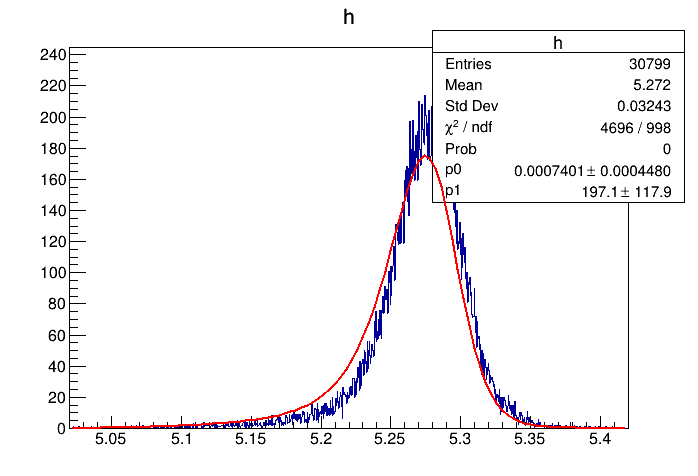 h
h
Entries 30799
Mean 5.272
Std Dev 0.03243
χ² / ndf 4696 / 998
Prob 0
p0 0.0007401 ± 0.0004480
p1 197.1 ± 117.9
240
220
200
180
160
140
120
100
80
60
40
20
0
5.05 5.1 5.15 5.2 5.25 5.3 5.35 5.4